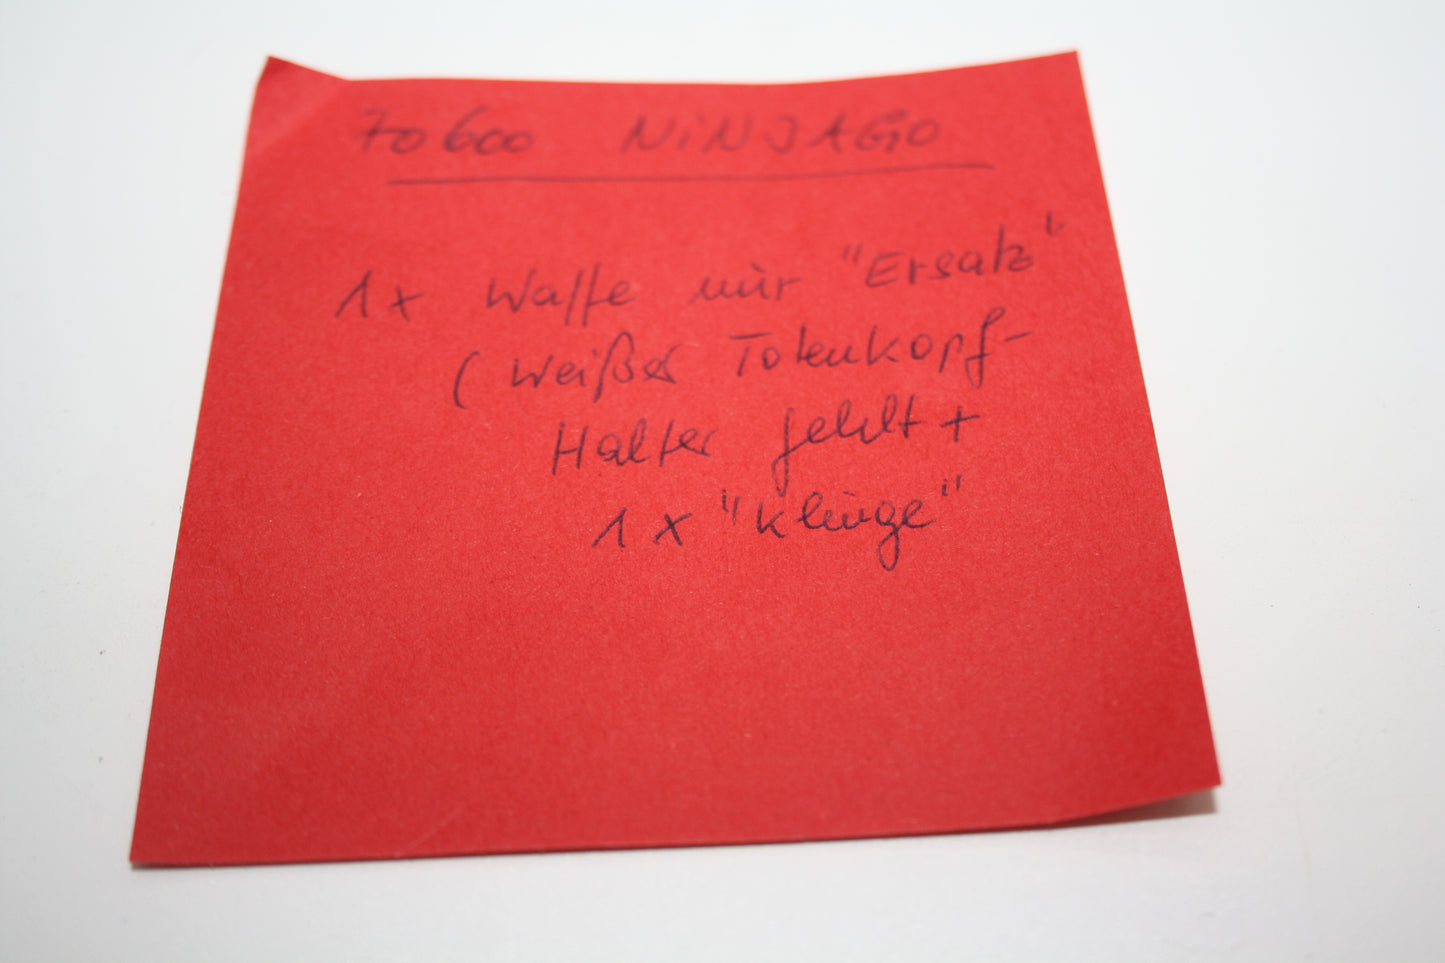 70600 NiNJAGO
1x Waffe nur "Ersatz"
(weißer Totenkopf-
Halter fehlt +
1x "Klinge"